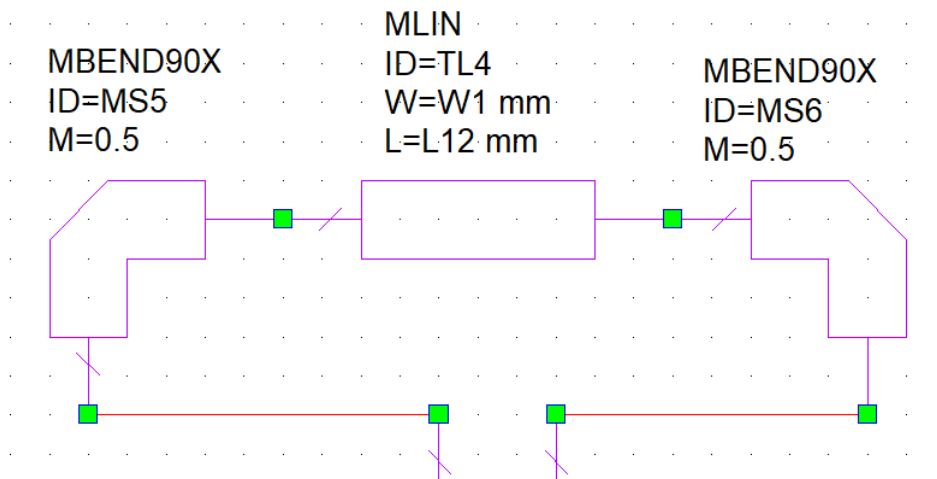 MLIN
MBEND90X
ID=TL4
MBEND90X
ID=MS5
W=W1 mm
ID=MS6
M=0.5
L=L12 mm
M=0.5